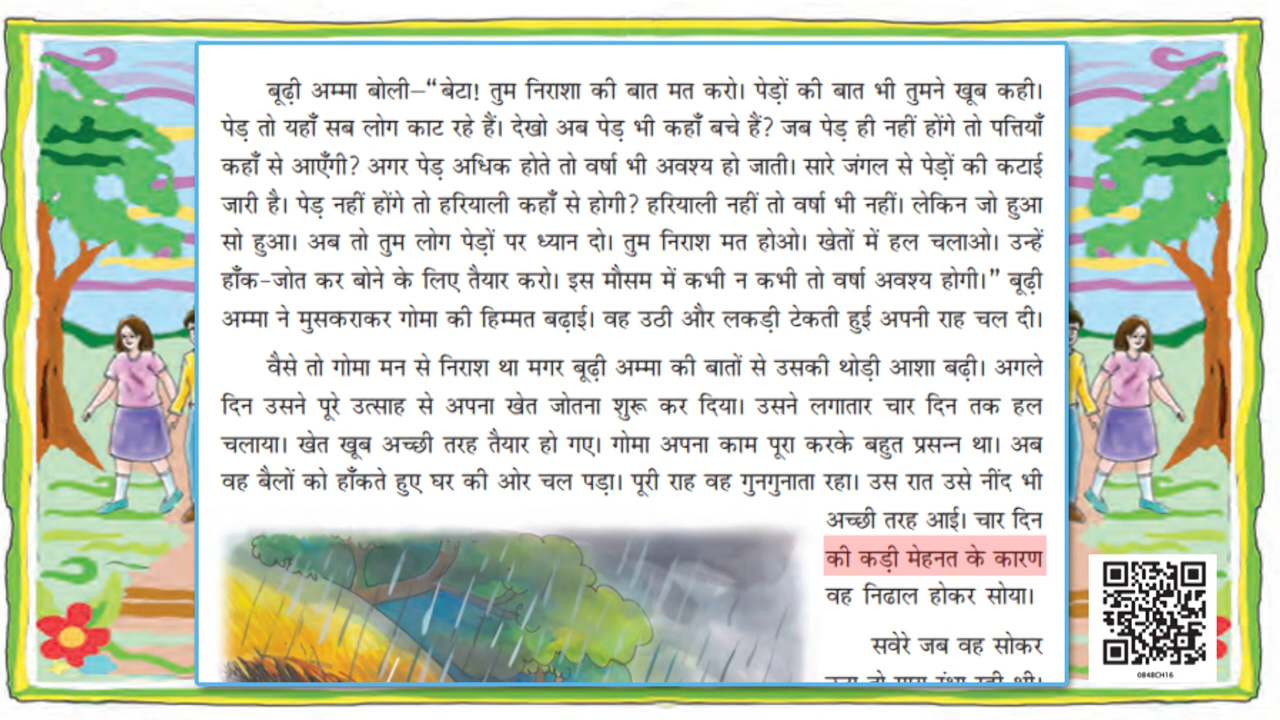 बूढ़ी अम्मा बोली–“बेटा! तुम निराशा की बात मत करो। पेड़ों की बात भी तुमने खूब कही।
पेड़ तो यहाँ सब लोग काट रहे हैं। देखो अब पेड़ भी कहाँ बचे हैं? जब पेड़ ही नहीं होंगे तो पत्तियाँ
कहाँ से आएँगी? अगर पेड़ अधिक होते तो वर्षा भी अवश्य हो जाती। सारे जंगल से पेड़ों की कटाई
जारी है। पेड़ नहीं होंगे तो हरियाली कहाँ से होगी? हरियाली नहीं तो वर्षा भी नहीं। लेकिन जो हुआ
सो हुआ। अब तो तुम लोग पेड़ों पर ध्यान दो। तुम निराश मत होओ। खेतों में हल चलाओ। उन्हें
हाँक-जोत कर बोने के लिए तैयार करो। इस मौसम में कभी न कभी तो वर्षा अवश्य होगी।” बूढ़ी
अम्मा ने मुसकराकर गोमा की हिम्मत बढ़ाई। वह उठी और लकड़ी टेकती हुई अपनी राह चल दी।
वैसे तो गोमा मन से निराश था मगर बूढ़ी अम्मा की बातों से उसकी थोड़ी आशा बढ़ी। अगले
दिन उसने पूरे उत्साह से अपना खेत जोतना शुरू कर दिया। उसने लगातार चार दिन तक हल
चलाया। खेत खूब अच्छी तरह तैयार हो गए। गोमा अपना काम पूरा करके बहुत प्रसन्न था। अब
वह बैलों को हाँकते हुए घर की ओर चल पड़ा। पूरी राह वह गुनगुनाता रहा। उस रात उसे नींद भी
अच्छी तरह आई। चार दिन
की कड़ी मेहनत के कारण
वह निढाल होकर सोया।
सवेरे जब वह सोकर
0848CH16